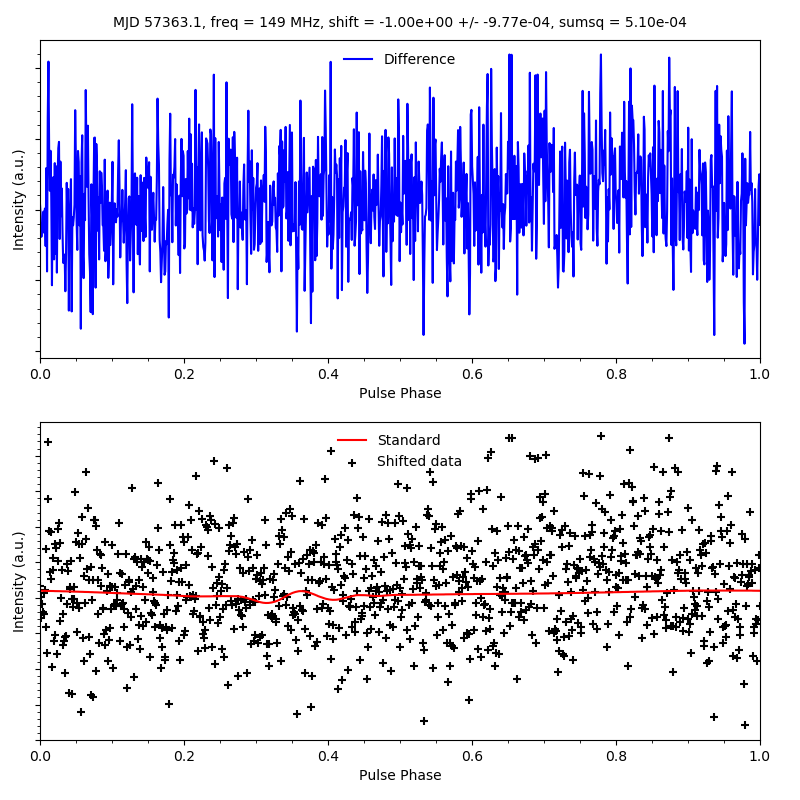 MJD 57363.1, freq = 149 MHz, shift = -1.00e+00 +/- -9.77e-04, sumsq = 5.10e-04
Difference
Intensity (a.u.)
0.0 0.2 0.4 0.6 0.8 1.0
Pulse Phase
Standard
Shifted data
Intensity (a.u.)
0.0 0.2 0.4 0.6 0.8 1.0
Pulse Phase